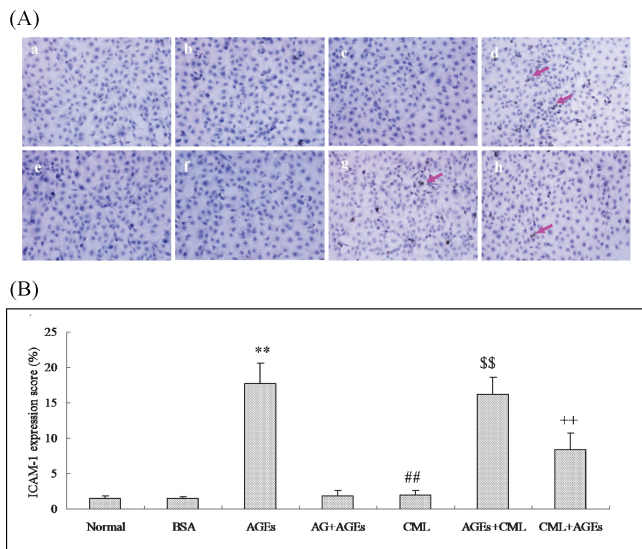 (A)
a b c d
e f g h
(B)
ICAM-1 expression score (%)
25
20
15
10
5
0
** ## $$ ++
Normal BSA AGEs AG+AGEs CML AGEs+CML CML+AGEs